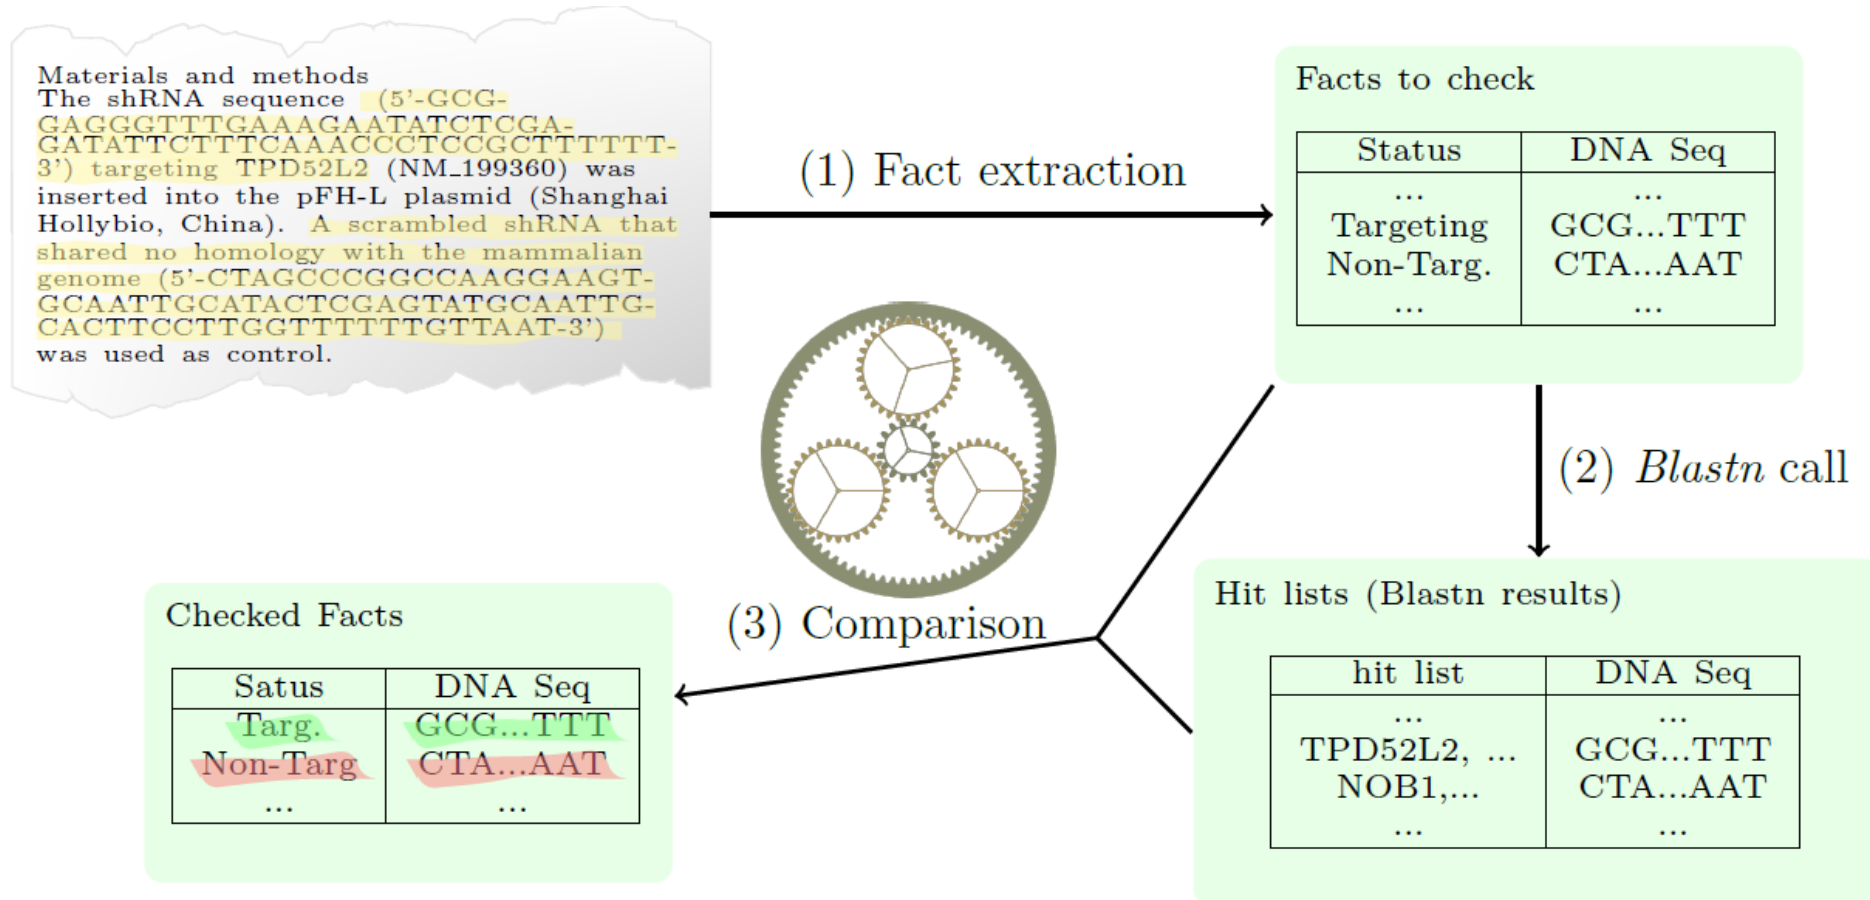 Materials and methods
The shRNA sequence (5'-GCG-
GAGGGTTTGAAAGAATATCTCGA-
GATATTCTTTCAAACCCTCCGCTTTTTT-
3') targeting TPD52L2 (NM_199360) was
inserted into the pFH-L plasmid (Shanghai
Hollybio, China). A scrambled shRNA that
shared no homology with the mammalian
genome (5'-CTAGCCCGGCCAAGGAAGT-
GCAATTGCATACTCGAGTATGCAATTG-
CACTTCCTTGGTTTTTTGTTAAT-3')
was used as control.
(1) Fact extraction
Facts to check
Status DNA Seq
... ...
Targeting GCG...TTT
Non-Targ. CTA...AAT
... ...
(2) Blastn call
Hit lists (Blastn results)
hit list DNA Seq
... ...
TPD52L2, ... GCG...TTT
NOB1,... CTA...AAT
... ...
(3) Comparison
Checked Facts
Satus DNA Seq
Targ. GCG...TTT
Non-Targ CTA...AAT
... ...